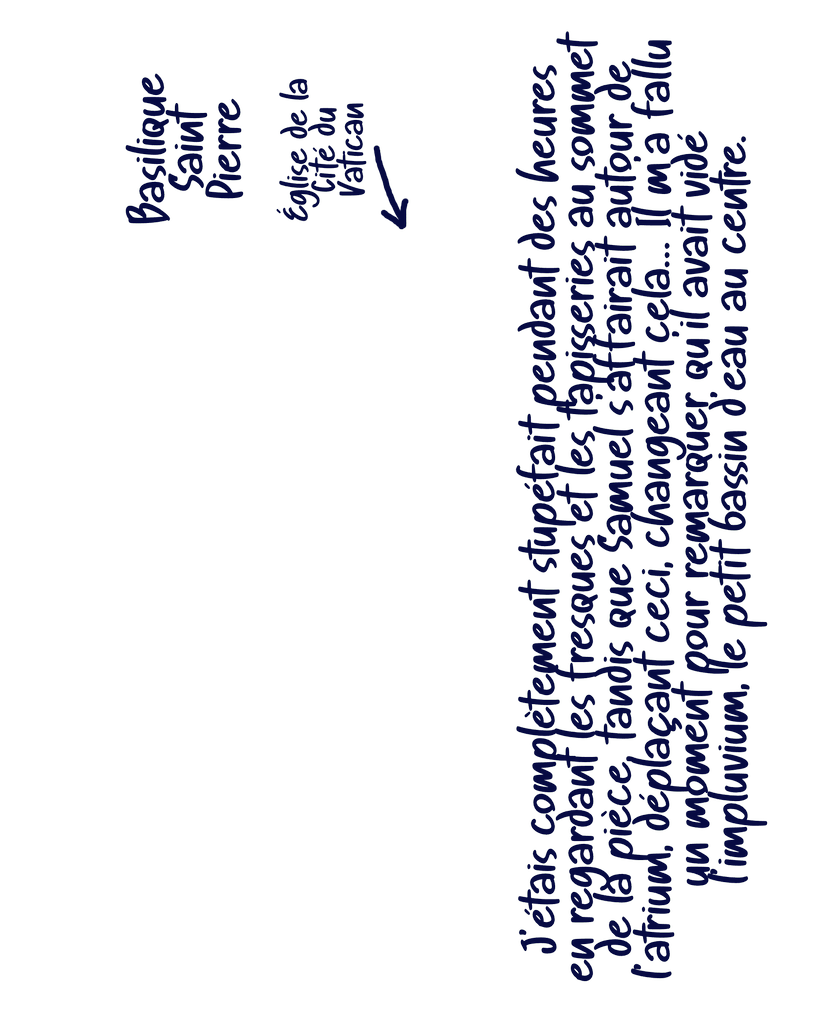 Basilique
Saint
Pierre
Église de la
Cité du
Vatican
J'étais complètement stupéfait pendant des heures
en regardant les fresques et les tapisseries au sommet
de la pièce, tandis que Samuel s'affairait autour de
l'atrium, déplaçant ceci, changeant cela... Il m'a fallu
un moment pour remarquer, qu'il avait vidé
l'impluvium, le petit bassin d'eau au centre.